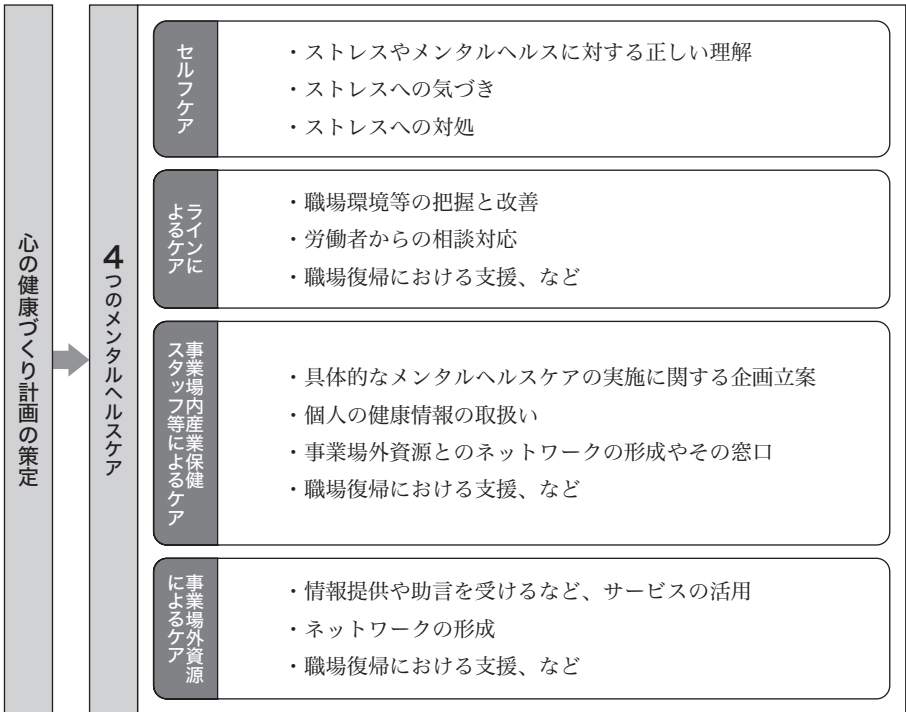 心の健康づくり計画の策定
4つのメンタルヘルスケア
セルフケア
・ストレスやメンタルヘルスに対する正しい理解
・ストレスへの気づき
・ストレスへの対処
ラインに
よるケア
・職場環境等の把握と改善
・労働者からの相談対応
・職場復帰における支援、など
事業場内産業保健
スタッフ等によるケア
・具体的なメンタルヘルスケアの実施に関する企画立案
・個人の健康情報の取扱い
・事業場外資源とのネットワークの形成やその窓口
・職場復帰における支援、など
事業場外資源
によるケア
・情報提供や助言を受けるなど、サービスの活用
・ネットワークの形成
・職場復帰における支援、など